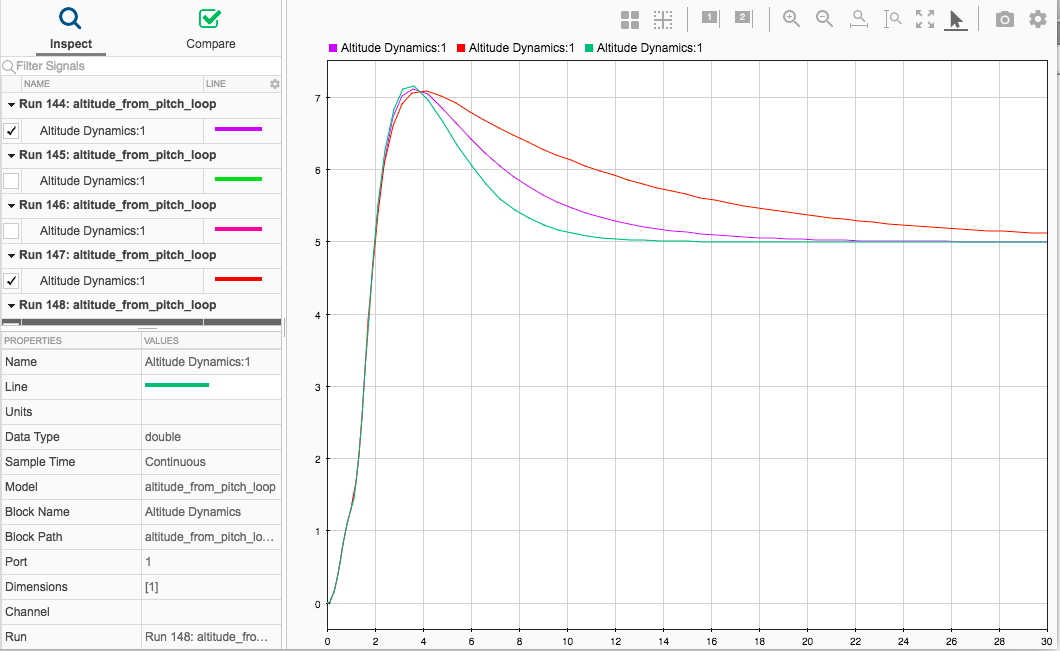 Inspect
Compare
Filter Signals
NAME LINE
Run 144: altitude_from_pitch_loop
Altitude Dynamics:1
Run 145: altitude_from_pitch_loop
Altitude Dynamics:1
Run 146: altitude_from_pitch_loop
Altitude Dynamics:1
Run 147: altitude_from_pitch_loop
Altitude Dynamics:1
Run 148: altitude_from_pitch_loop
PROPERTIES VALUES
Name Altitude Dynamics:1
Line
Units
Data Type double
Sample Time Continuous
Model altitude_from_pitch_loop
Block Name Altitude Dynamics
Block Path altitude_from_pitch_lo...
Port 1
Dimensions [1]
Channel
Run Run 148: altitude_fro...
1 2
Altitude Dynamics:1 Altitude Dynamics:1 Altitude Dynamics:1
7
6
5
4
3
2
1
0
0 2 4 6 8 10 12 14 16 18 20 22 24 26 28 30